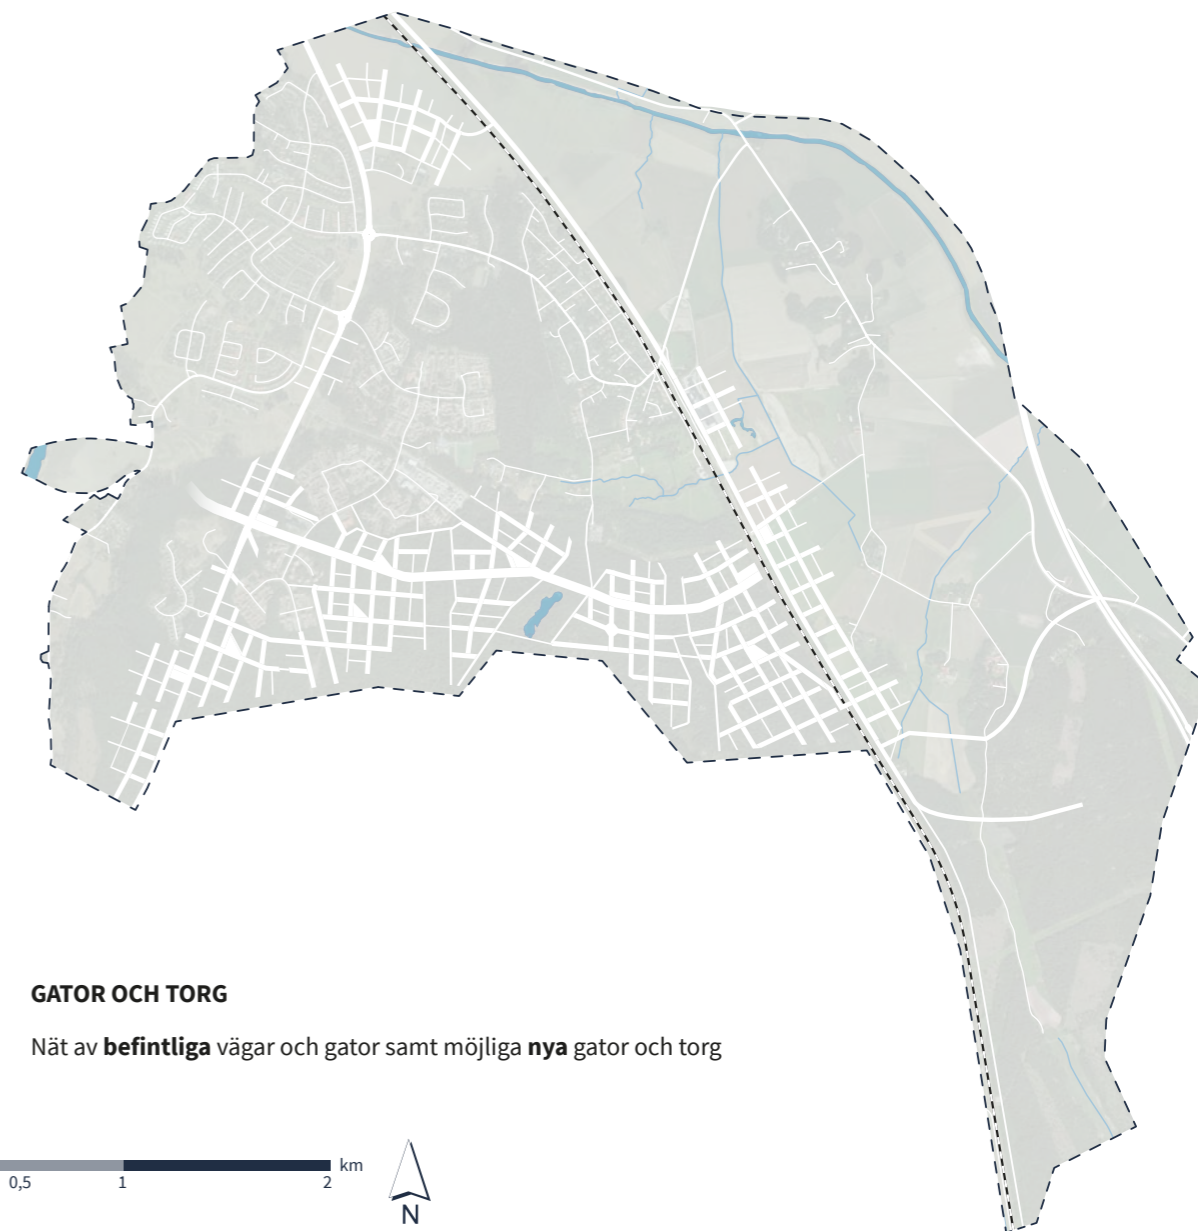 GATOR OCH TORG
Nät av befintliga vägar och gator samt möjliga nya gator och torg
km
0,5 1 2
N